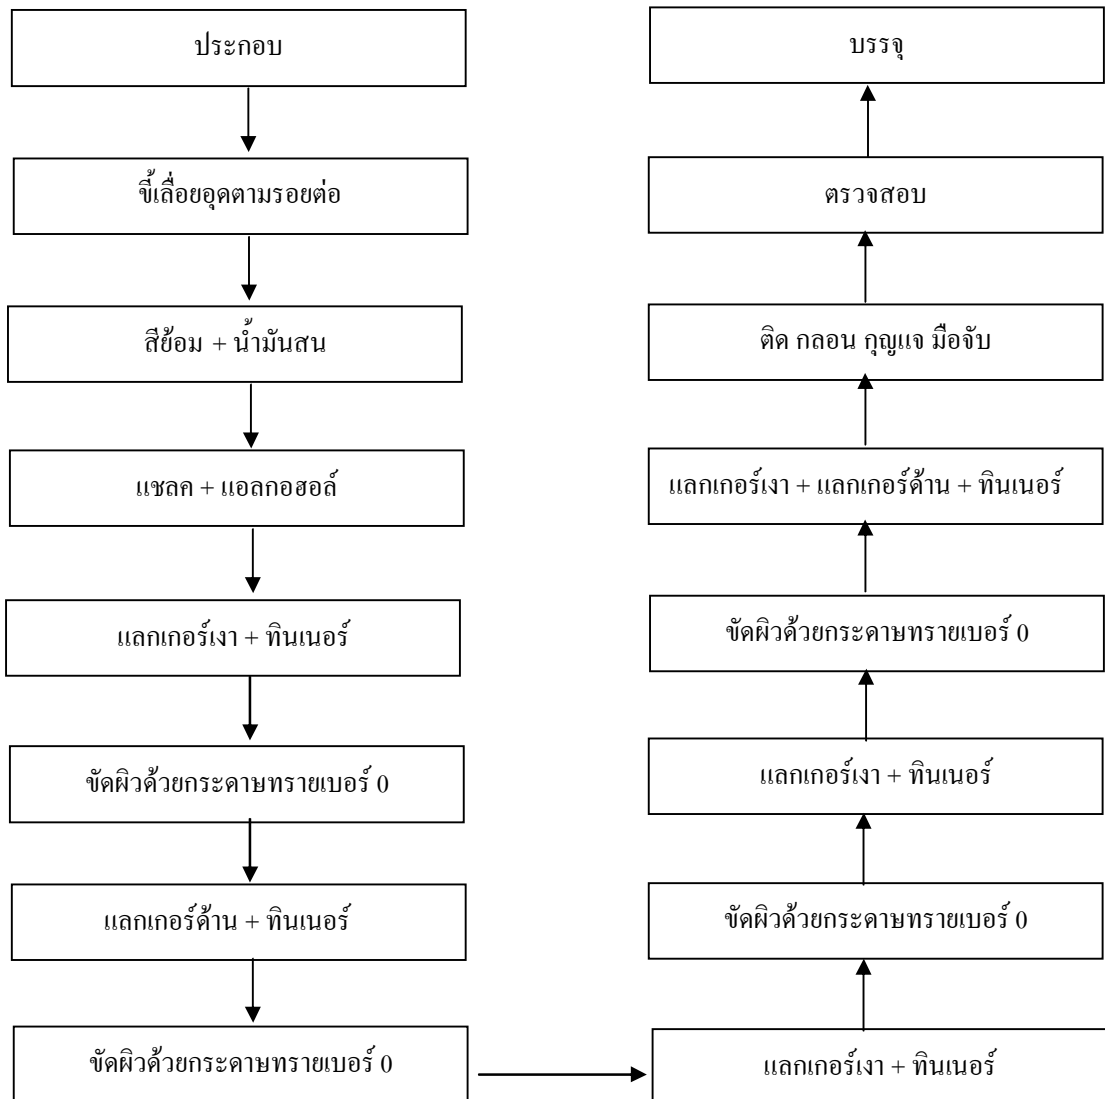 ประกอบ
ขี้เลื่อยอุดตามรอยต่อ
สีย้อม + น้ำมันสน
แชลค + แอลกอฮอล์
แลกเกอร์เงา + ทินเนอร์
ขัดผิวด้วยกระดาษทรายเบอร์ 0
แลกเกอร์ด้าน + ทินเนอร์
ขัดผิวด้วยกระดาษทรายเบอร์ 0
แลกเกอร์เงา + ทินเนอร์
ขัดผิวด้วยกระดาษทรายเบอร์ 0
แลกเกอร์เงา + ทินเนอร์
ขัดผิวด้วยกระดาษทรายเบอร์ 0
แลกเกอร์เงา + แลกเกอร์ด้าน + ทินเนอร์
ติด กลอน กุญแจ มือจับ
ตรวจสอบ
บรรจุ